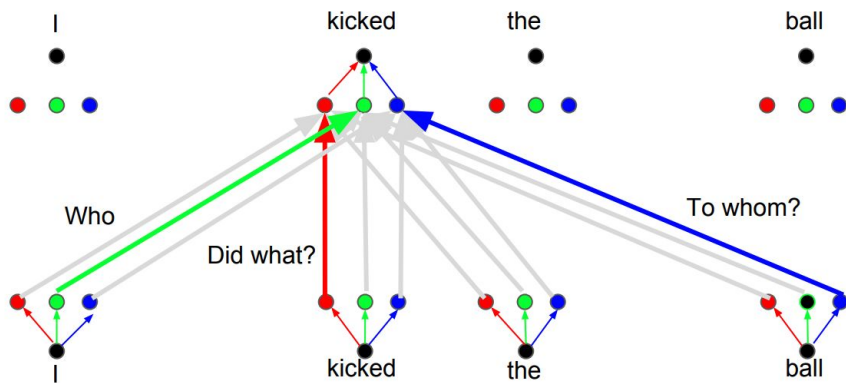 I kicked the ball
Who
To whom?
Did what?
I kicked the ball